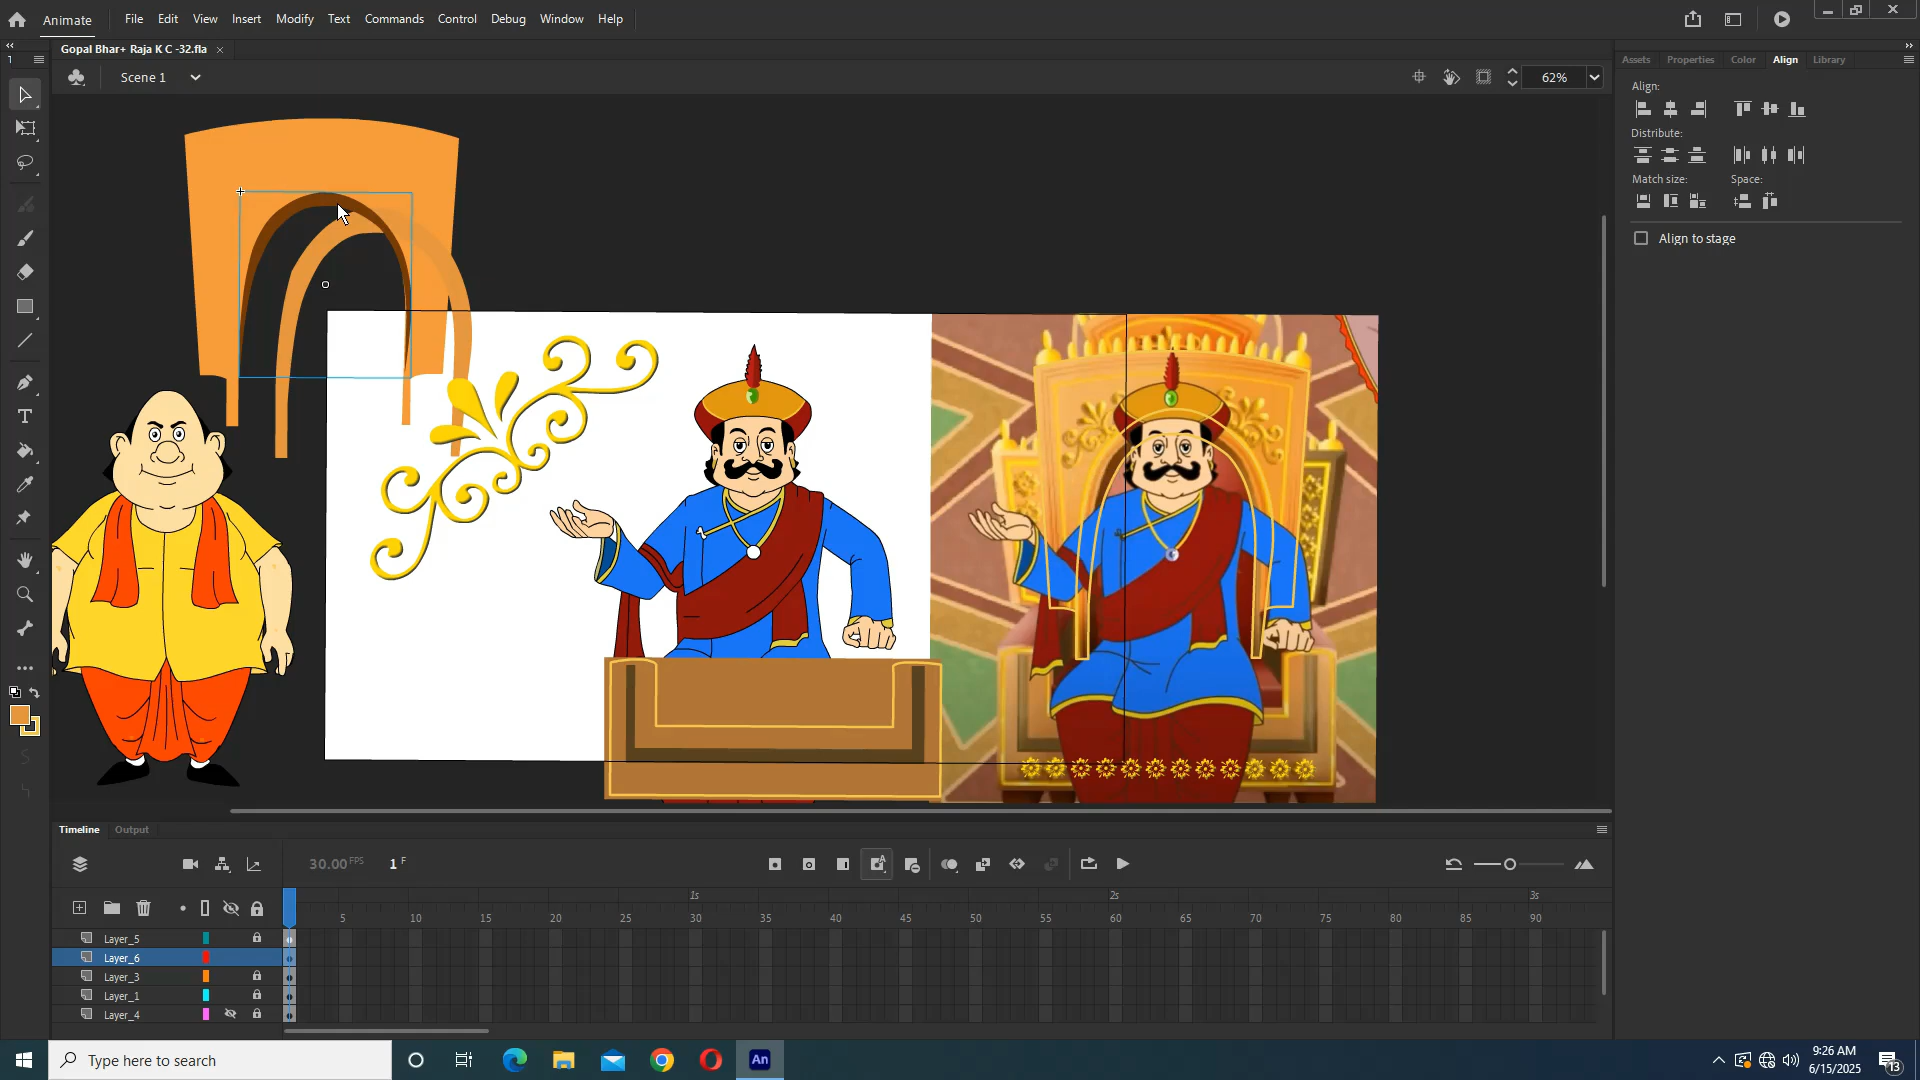 Animate File Edit View Insert Modify Text Commands Control Debug Window Help
Gopal Bhar+ Raja K C -32.fla
Assets Properties Color Align Library
Scene 1
62%
Align:
Distribute:
Match size: Space:
Align to stage
Timeline Output
30.00 FPS 1 F
1s 2s 3s
5 10 15 20 25 30 35 40 45 50 55 60 65 70 75 80 85 90
Layer_5
Layer_6
Layer_3
Layer_1
Layer_4
Type here to search
An
9:26 AM
6/15/2025
13